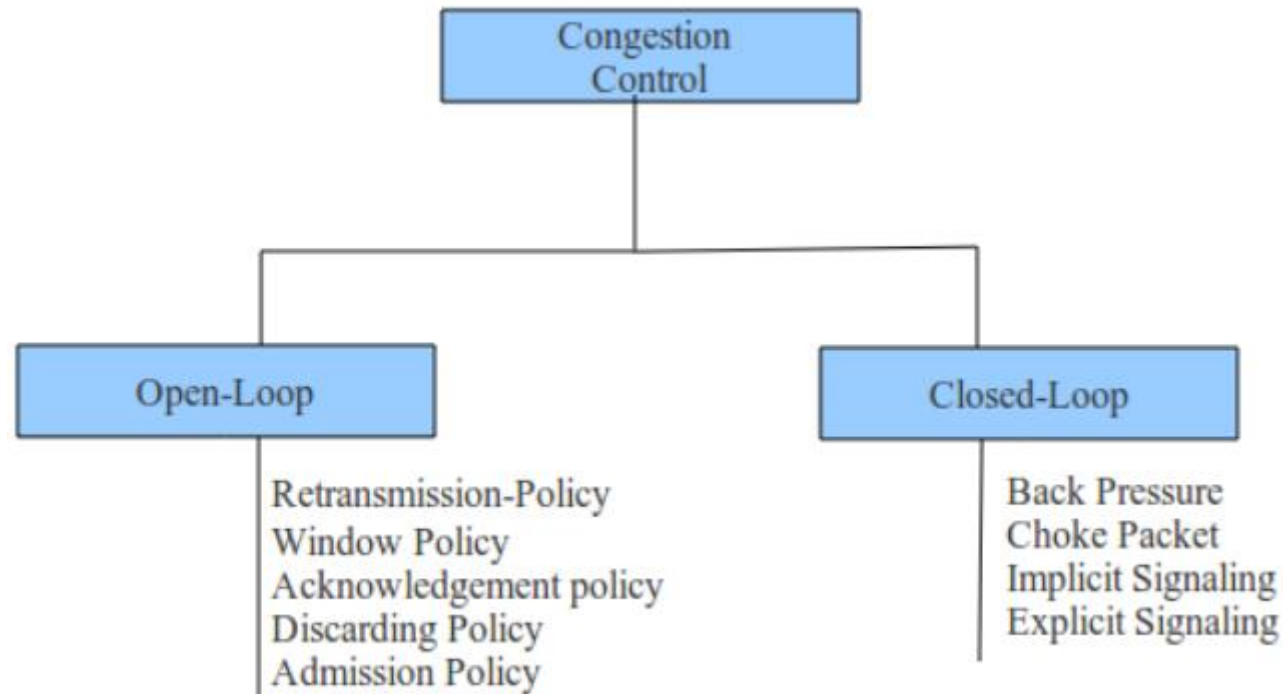 Congestion
Control
Open-Loop
Closed-Loop
Retransmission-Policy
Window Policy
Acknowledgement policy
Discarding Policy
Admission Policy
Back Pressure
Choke Packet
Implicit Signaling
Explicit Signaling